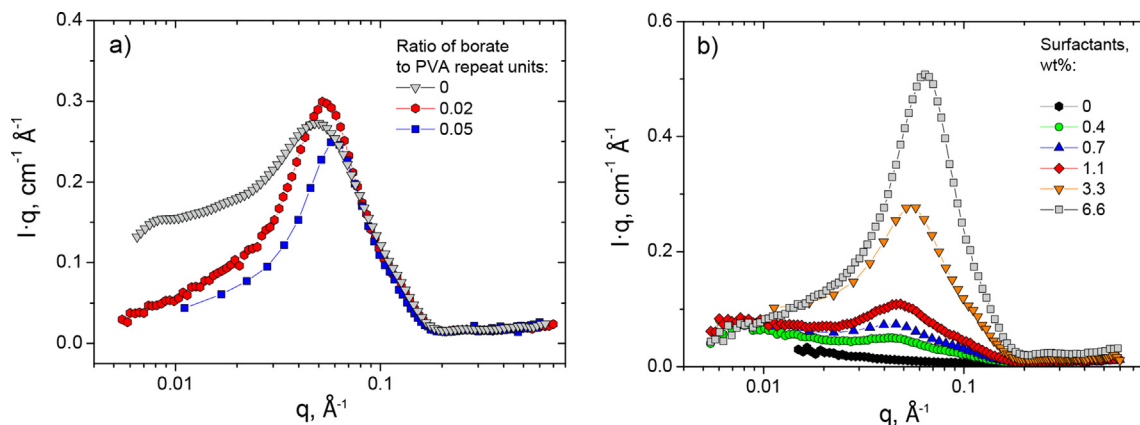 a)
Ratio of borate
to PVA repeat units:
0
0.02
0.05
0.4
0.3
0.2
0.1
0.0
I·q, cm⁻¹ Å⁻¹
0.01
0.1
q, Å⁻¹
b)
Surfactants,
wt%:
0
0.4
0.7
1.1
3.3
6.6
0.6
0.4
0.2
0.0
I·q, cm⁻¹ Å⁻¹
0.01
0.1
q, Å⁻¹